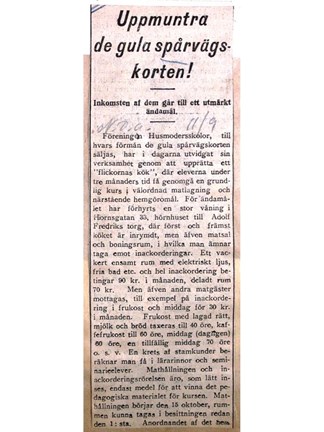 Uppmuntra
de gula spårvägs-
korten!
Inkomsten af dem går till ett utmärkt
ändamål.
11/9
Föreningen Husmodersskolor, till
hvars förmån de gula spårvägskorten
säljas, har i dagarna utvidgat sin
verksamhet genom att upprätta ett
"flickornas kök", där eleverna under
tre månaders tid få genomgå en grund-
lig kurs i välordnad matlagning och
närstående hemgöromål. För ändamå-
let har förhyrts en stor våning i
Hornsgatan 35, hörnhuset till Adolf
Fredriks torg, där först och främst
köket är inrymdt, men äfven matsal
och boningsrum, i hvilka man ämnar
taga emot inackorderingar. Ett vac-
kert ensamt rum med elektriskt ljus,
fris bad etc. och hel inackordering be-
tingar 90 kr. i månaden, deladt rum
70 kr. Men äfven andra matgäster
mottagas, till exempel på inackorde-
ring i frukost och middag för 30 kr.
i månaden. Frukost med lagad rätt,
mjölk och bröd taxeras till 40 öre, kaf-
fefrukost till 60 öre, middag (dagligen)
60 öre, en tillfällig middag 70 öre
o. s. v. En krets af stamkunder be-
räknar man få i lärarinnor och semi-
narieelever. Mathållningen och in-
ackorderingsrörelsen äro, som lätt in-
ses, endast medel för att vinna det pe-
dagogiska materialet för kursen. Mat-
hållningen börjar den 15 oktober, rum-
men kunna tagas i besittningen redan
den 1:sta. Anordnandet af det hem-